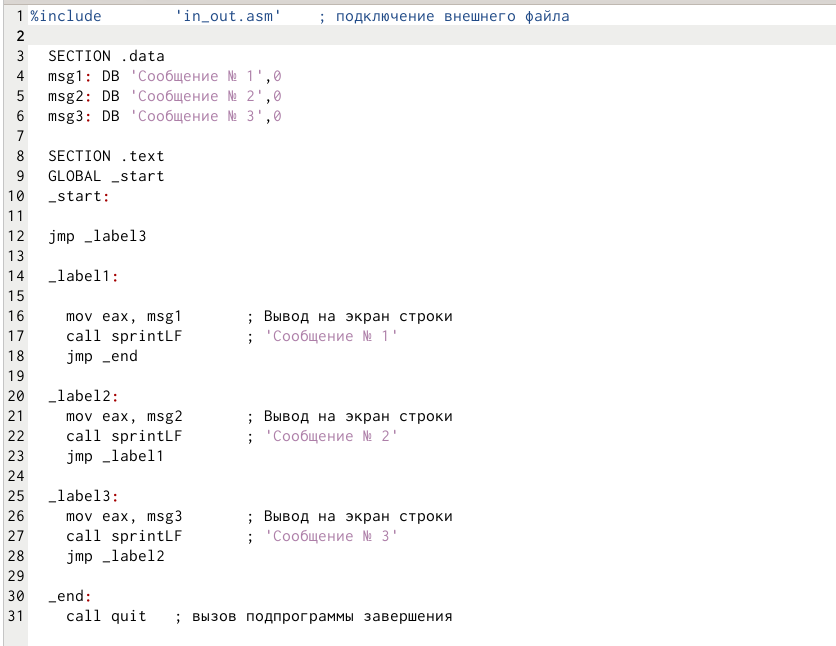 1 %include 'in_out.asm' ; подключение внешнего файла
2
3 SECTION .data
4 msg1: DB 'Сообщение № 1',0
5 msg2: DB 'Сообщение № 2',0
6 msg3: DB 'Сообщение № 3',0
7
8 SECTION .text
9 GLOBAL _start
10 _start:
11
12 jmp _label3
13
14 _label1:
15
16 mov eax, msg1 ; Вывод на экран строки
17 call sprintLF ; 'Сообщение № 1'
18 jmp _end
19
20 _label2:
21 mov eax, msg2 ; Вывод на экран строки
22 call sprintLF ; 'Сообщение № 2'
23 jmp _label1
24
25 _label3:
26 mov eax, msg3 ; Вывод на экран строки
27 call sprintLF ; 'Сообщение № 3'
28 jmp _label2
29
30 _end:
31 call quit ; вызов подпрограммы завершения